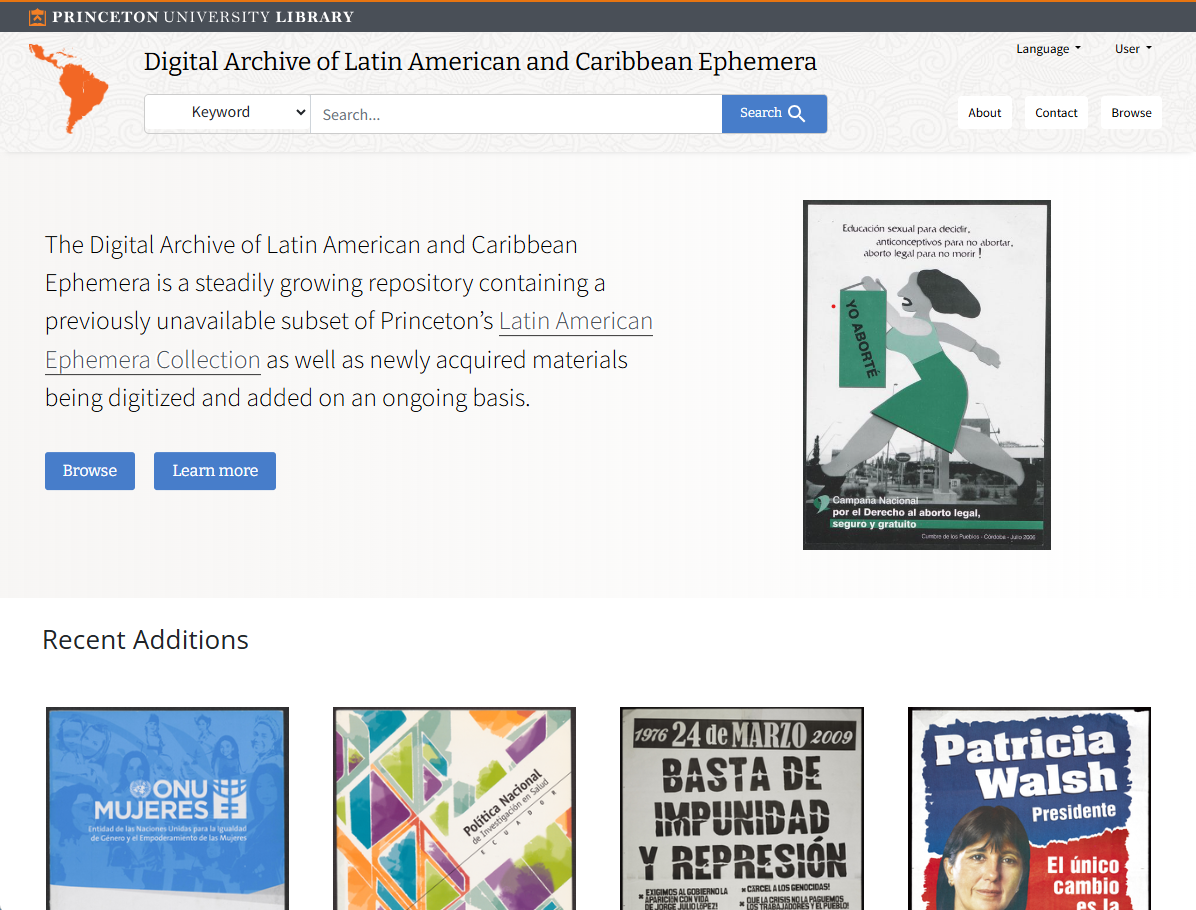 PRINCETON UNIVERSITY LIBRARY
Digital Archive of Latin American and Caribbean Ephemera
Language
User
Keyword
Search...
Search
About
Contact
Browse
The Digital Archive of Latin American and Caribbean
Ephemera is a steadily growing repository containing a
previously unavailable subset of Princeton’s Latin American
Ephemera Collection as well as newly acquired materials
being digitized and added on an ongoing basis.
Browse
Learn more
Educación sexual para decidir,
anticonceptivos para no abortar,
aborto legal para no morir !
YO ABORTÉ
Campaña Nacional
por el Derecho al aborto legal,
seguro y gratuito
Cumbre de los Pueblos - Córdoba - Julio 2006
Recent Additions
ONU
MUJERES
Entidad de las Naciones Unidas para la Igualdad
de Género y el Empoderamiento de las Mujeres
Política Nacional
de Investigación en Salud
ECUADOR
1976 24 de MARZO 2009
BASTA DE
IMPUNIDAD
Y REPRESIÓN
EXIGIMOS AL GOBIERNO LA
APARICIÓN CON VIDA
DE JORGE JULIO LÓPEZ!
CÁRCEL A LOS GENOCIDAS!
QUE LA CRISIS NO LA PAGUEMOS
LOS TRABAJADORES Y EL PUEBLO!
Patricia
Walsh
Presidente
El único
cambio
es la